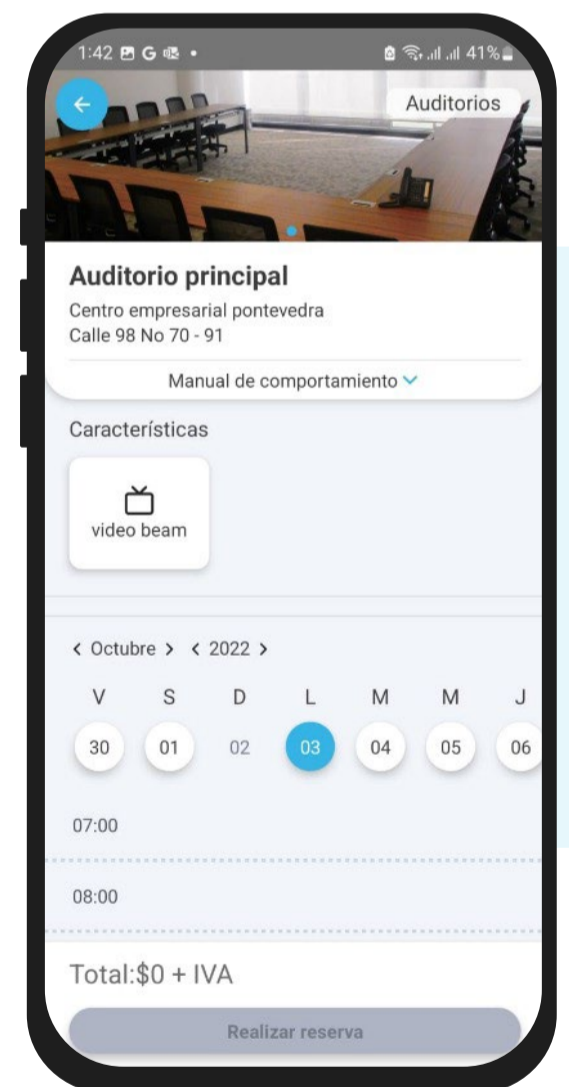 1:42 G 41%
Auditorios
Auditorio principal
Centro empresarial pontevedra
Calle 98 No 70 - 91
Manual de comportamiento
Características
video beam
< Octubre > < 2022 >
V S D L M M J
30 01 02 03 04 05 06
07:00
08:00
Total:$0 + IVA
Realizar reserva